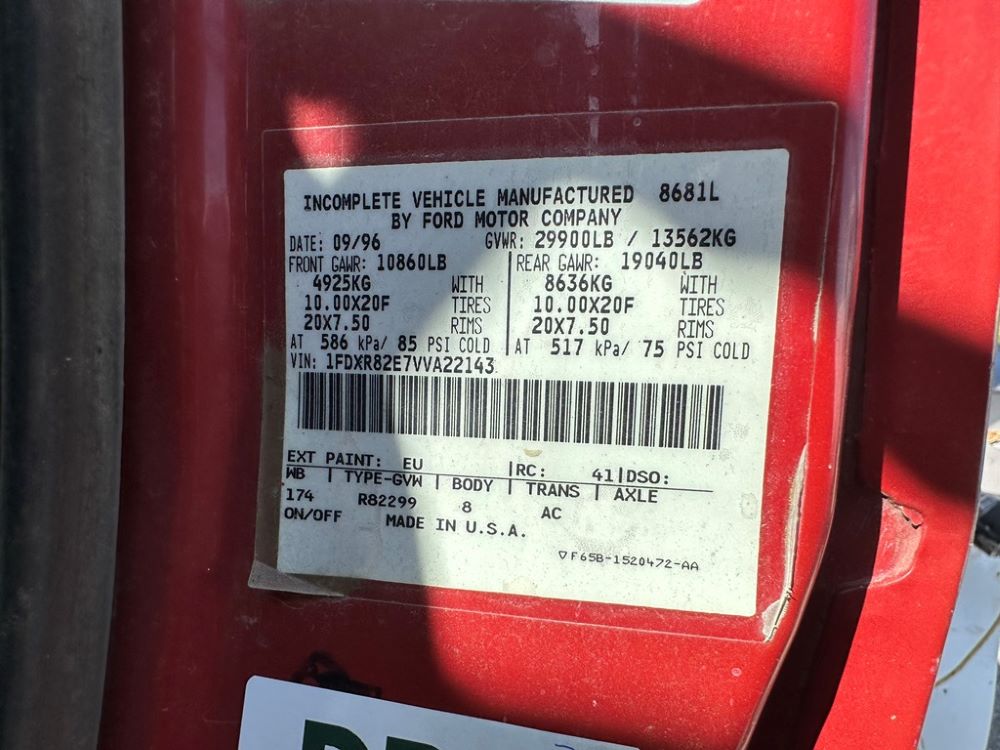 INCOMPLETE VEHICLE MANUFACTURED 8681L
BY FORD MOTOR COMPANY
DATE: 09/96 GVWR: 29900LB / 13562KG
FRONT GAWR: 10860LB REAR GAWR: 19040LB
4925KG WITH 8636KG WITH
10.00X20F TIRES 10.00X20F TIRES
20X7.50 RIMS 20X7.50 RIMS
AT 586 kPa/ 85 PSI COLD AT 517 kPa/ 75 PSI COLD
VIN: 1FDXR82E7VVA22143
EXT PAINT: EU RC: 41 DSO:
WB TYPE-GVW BODY TRANS AXLE
174 R82299 8 AC
ON/OFF MADE IN U.S.A.
F65B-1520472-AA